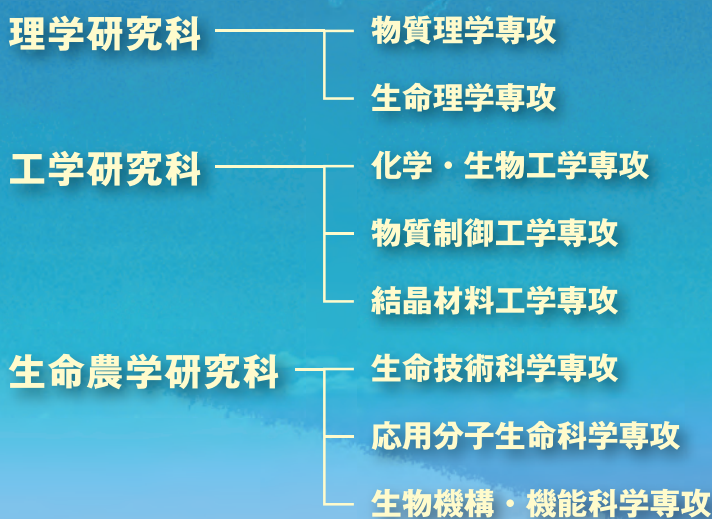 理学研究科
物質理学専攻
生命理学専攻
工学研究科
化学・生物工学専攻
物質制御工学専攻
結晶材料工学専攻
生命農学研究科
生命技術科学専攻
応用分子生命科学専攻
生物機構・機能科学専攻